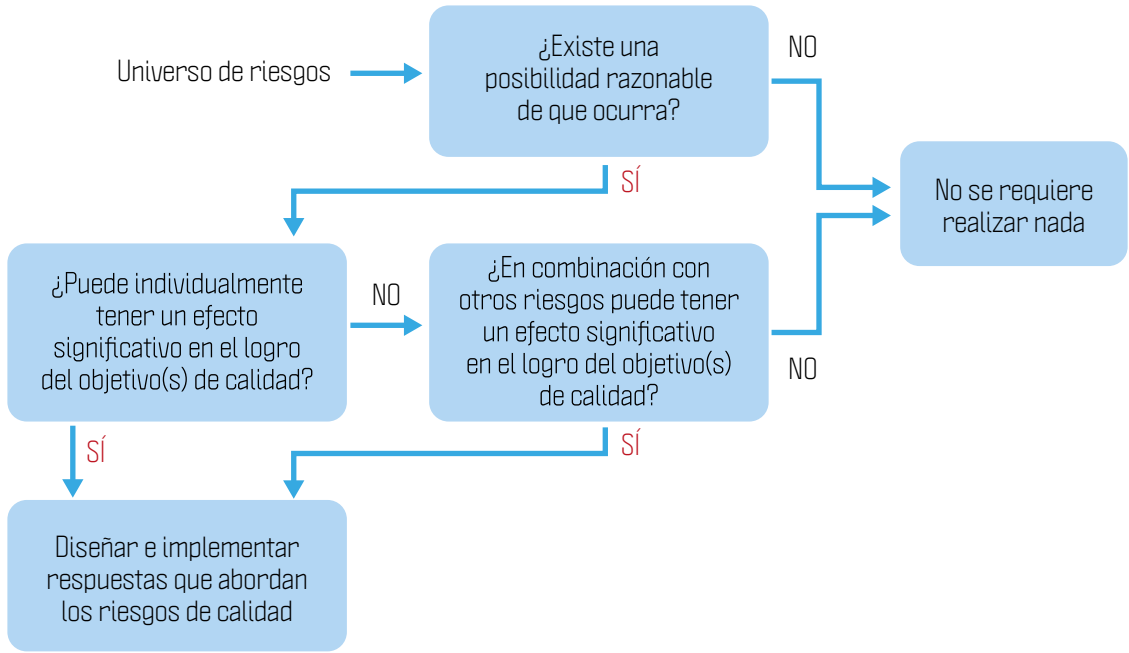 Universo de riesgos
¿Existe una
posibilidad razonable
de que ocurra?
NO
SÍ
No se requiere
realizar nada
¿Puede individualmente
tener un efecto
significativo en el logro
del objetivo(s) de calidad?
NO
¿En combinación con
otros riesgos puede tener
un efecto significativo
en el logro del objetivo(s)
de calidad?
NO
SÍ
SÍ
Diseñar e implementar
respuestas que abordan
los riesgos de calidad